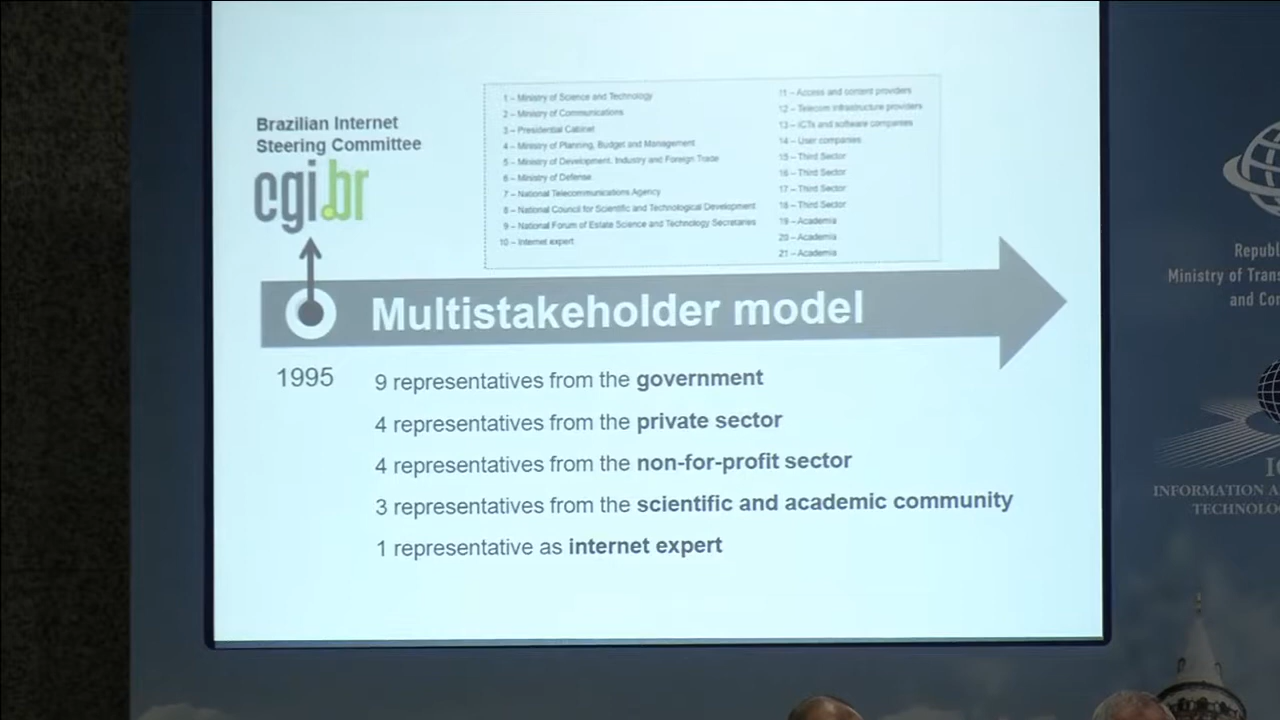 Brazilian Internet
Steering Committee
cgi.br
1 – Ministry of Science and Technology
2 – Ministry of Communications
3 – Presidential Cabinet
4 – Ministry of Planning, Budget and Management
5 – Ministry of Development, Industry and Foreign Trade
6 – Ministry of Defense
7 – National Telecommunications Agency
8 – National Council for Scientific and Technological Development
9 – National Forum of Estate Science and Technology Secretaries
10 – Internet expert
11 – Access and content providers
12 – Telecom infrastructure providers
13 – ICTs and software companies
14 – User companies
15 – Third Sector
16 – Third Sector
17 – Third Sector
18 – Third Sector
19 – Academia
20 – Academia
21 – Academia
Multistakeholder model
1995
9 representatives from the government
4 representatives from the private sector
4 representatives from the non-for-profit sector
3 representatives from the scientific and academic community
1 representative as internet expert
Republ
Ministry of Trans
and Co
INFORMATION A
TECHNOLO